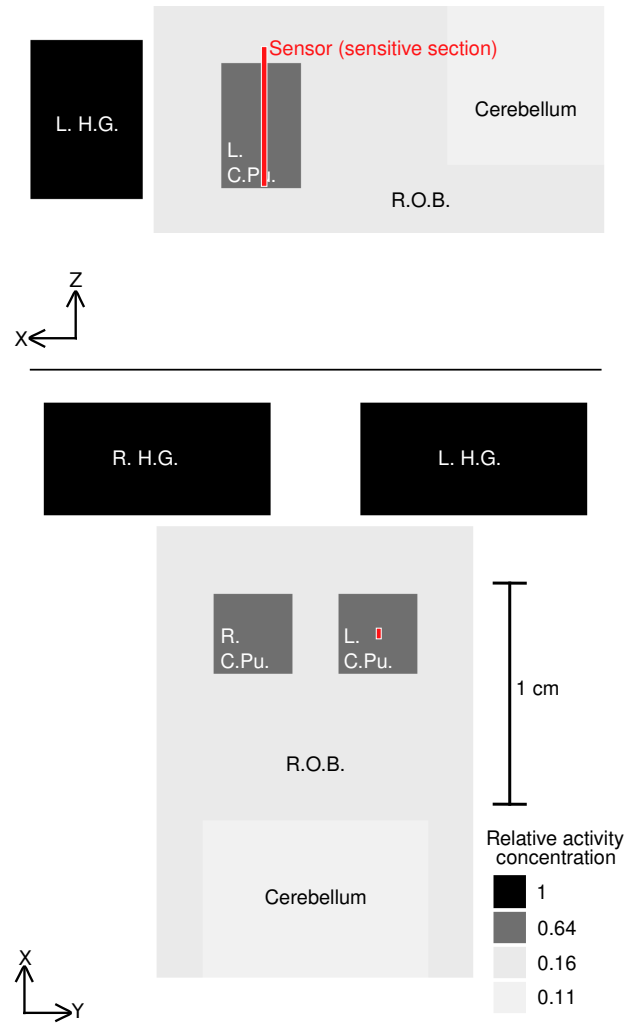 Sensor (sensitive section)
L. H.G.
Cerebellum
L.
C.Pu.
R.O.B.
Z
X
R. H.G.
L. H.G.
R.
C.Pu.
L.
C.Pu.
1 cm
R.O.B.
Relative activity
concentration
Cerebellum
1
0.64
0.16
0.11
X
Y